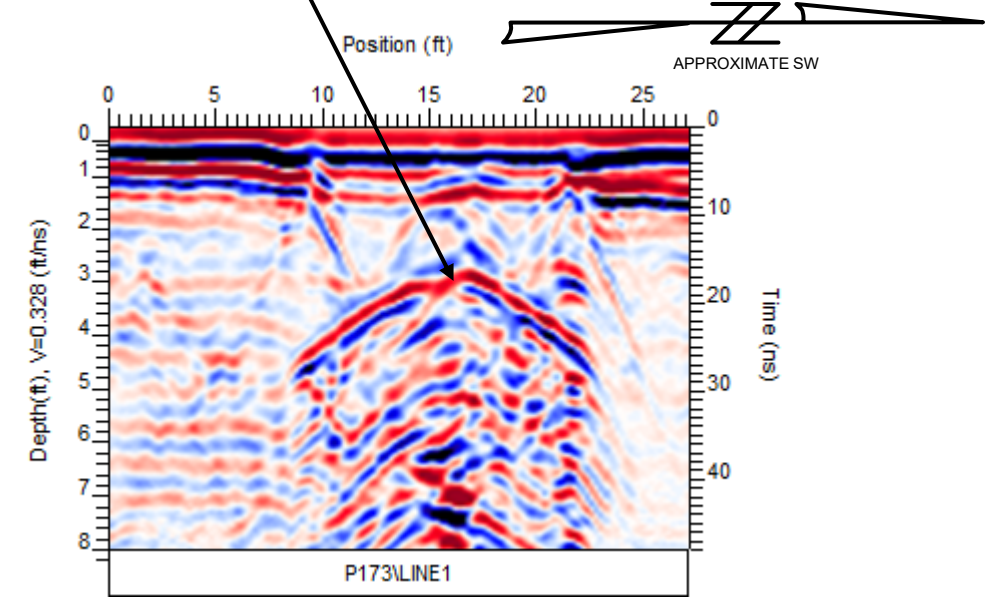 Position (ft)
APPROXIMATE SW
0 5 10 15 20 25
Depth(ft), V=0.328 (ft/ns)
0
1
2
3
4
5
6
7
8
0
10
20
30
40
Time (ns)
P173\LINE1